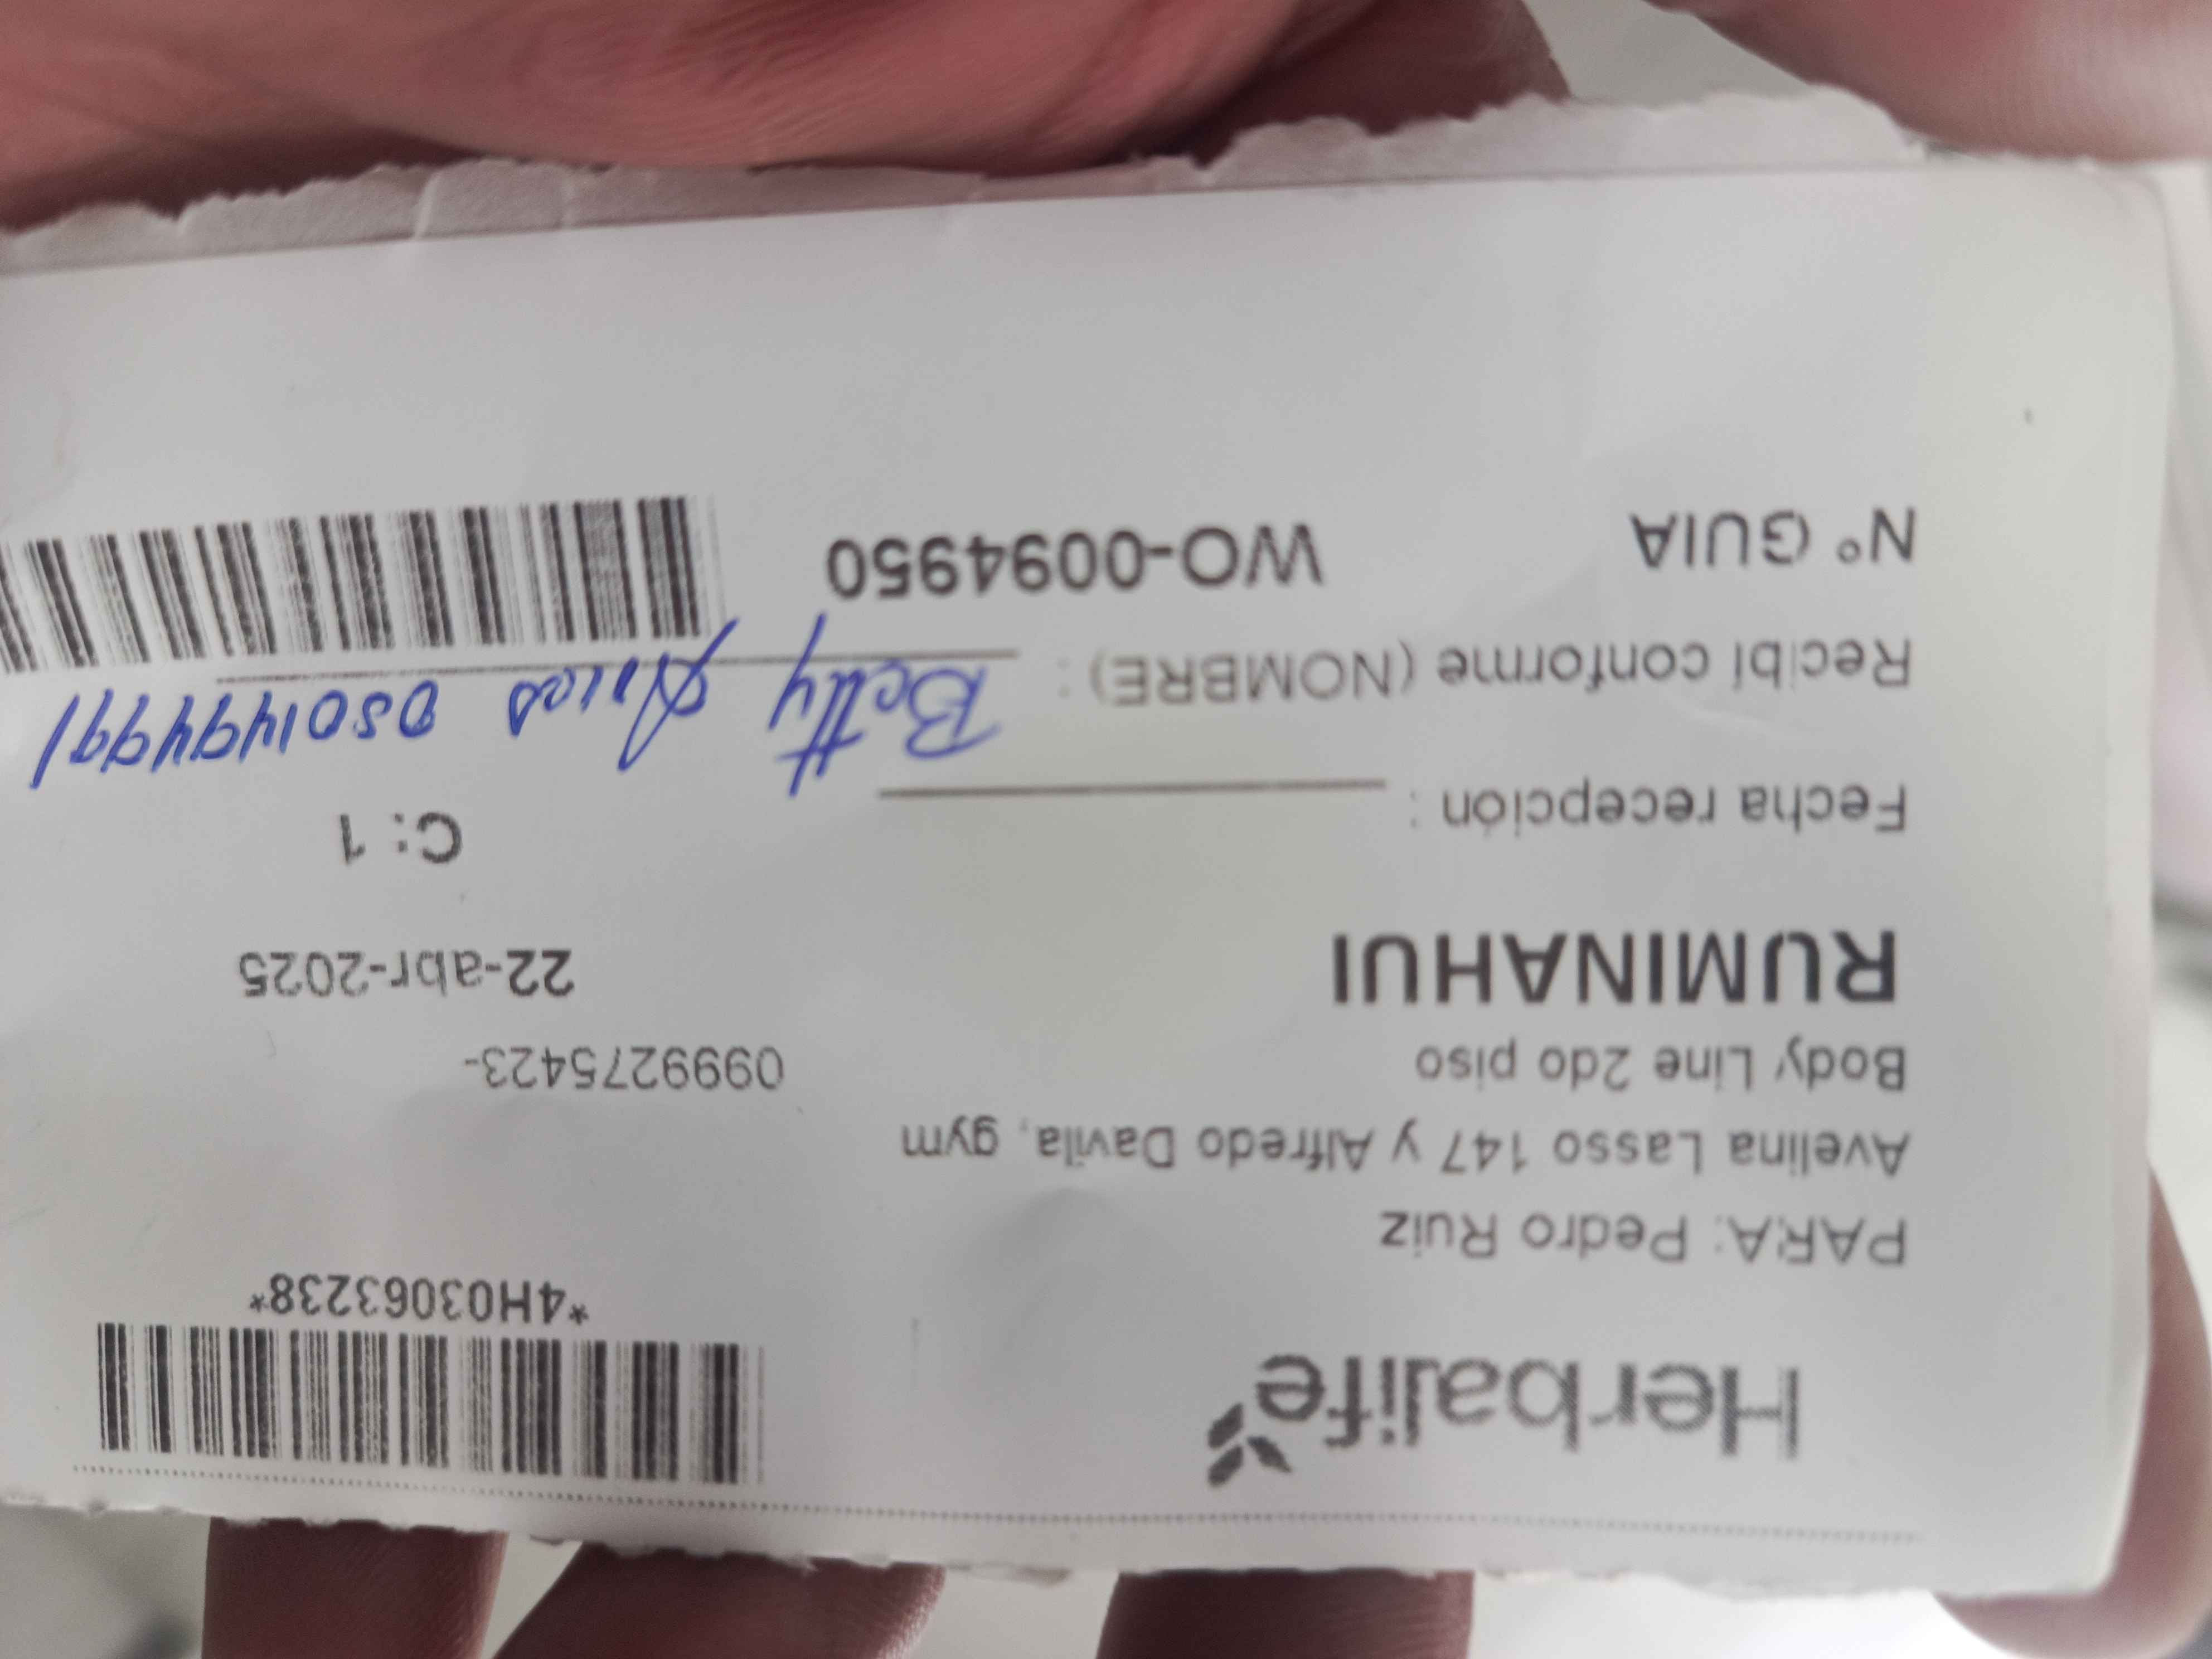 Herbalife
*4H03063238*
PARA: Pedro Ruiz
Avelina Lasso 147 y Alfredo Davila, gym
Body Line 2do piso
0999275423-
RUMINAHUI
22-abr-2025
C: 1
Fecha recepción :
Recibí conforme (NOMBRE) : Betty
N° GUIA WO-0094950